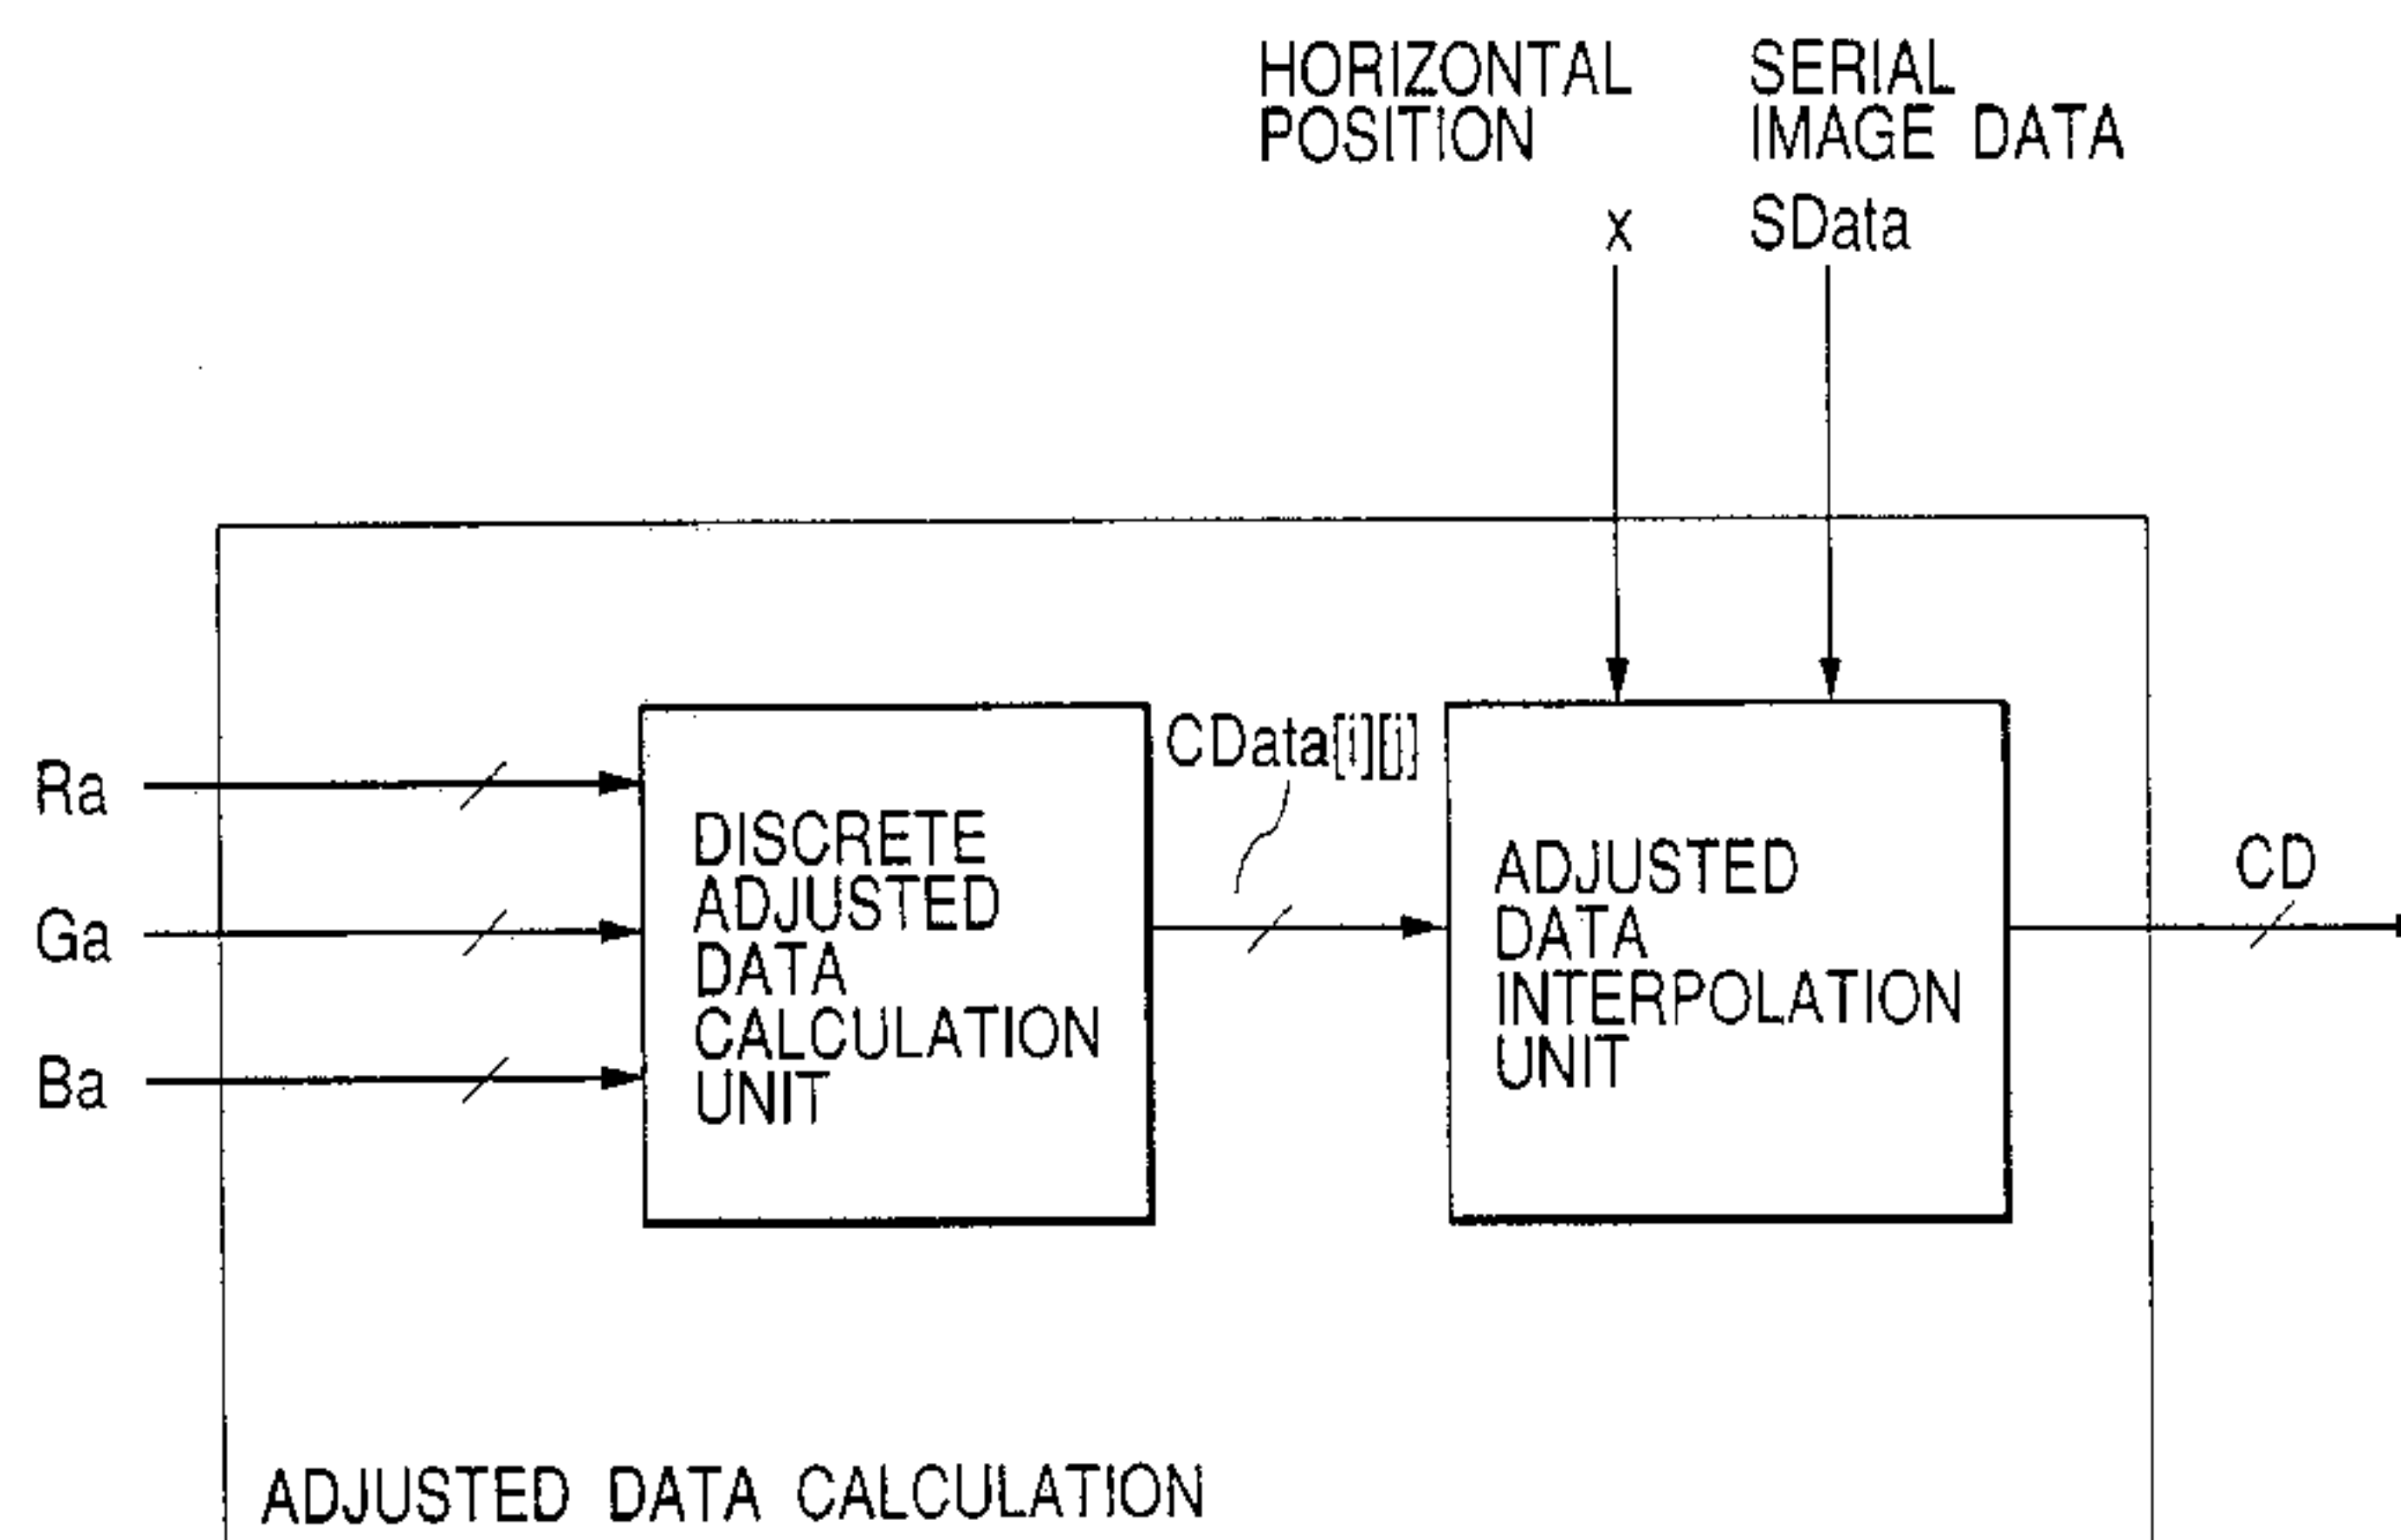 HORIZONTAL
POSITION
x
SERIAL
IMAGE DATA
SData
Ra
Ga
Ba
DISCRETE
ADJUSTED
DATA
CALCULATION
UNIT
CData[i][j]
ADJUSTED
DATA
INTERPOLATION
UNIT
CD
ADJUSTED DATA CALCULATION